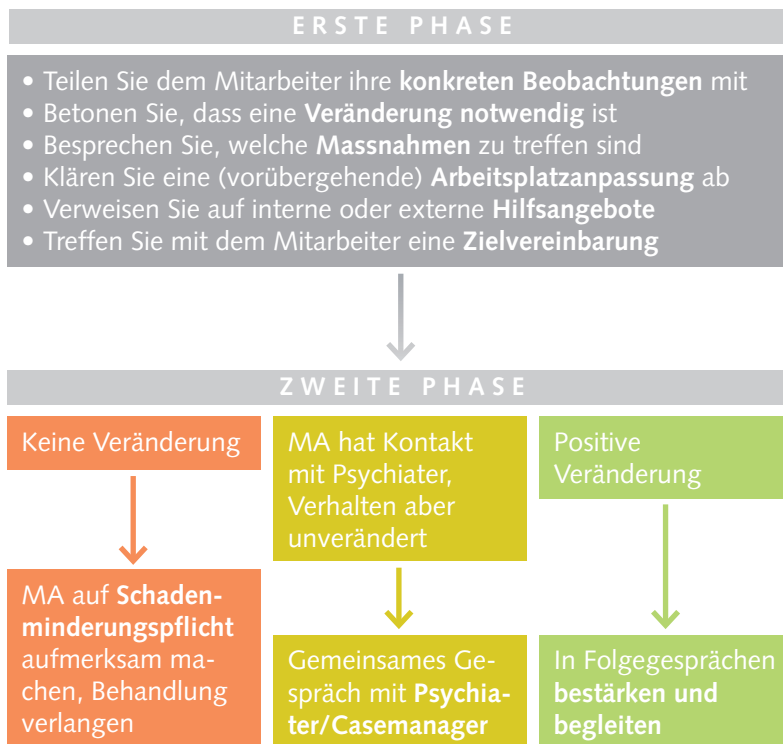 ERSTE PHASE
• Teilen Sie dem Mitarbeiter ihre konkreten Beobachtungen mit
• Betonen Sie, dass eine Veränderung notwendig ist
• Besprechen Sie, welche Massnahmen zu treffen sind
• Klären Sie eine (vorübergehende) Arbeitsplatzanpassung ab
• Verweisen Sie auf interne oder externe Hilfsangebote
• Treffen Sie mit dem Mitarbeiter eine Zielvereinbarung
ZWEITE PHASE
Keine Veränderung
MA auf Schaden-
minderungspflicht
aufmerksam ma-
chen, Behandlung
verlangen
MA hat Kontakt
mit Psychiater,
Verhalten aber
unverändert
Gemeinsames Ge-
spräch mit Psychia-
ter/Casemanager
Positive
Veränderung
In Folgegesprächen
bestärken und
begleiten